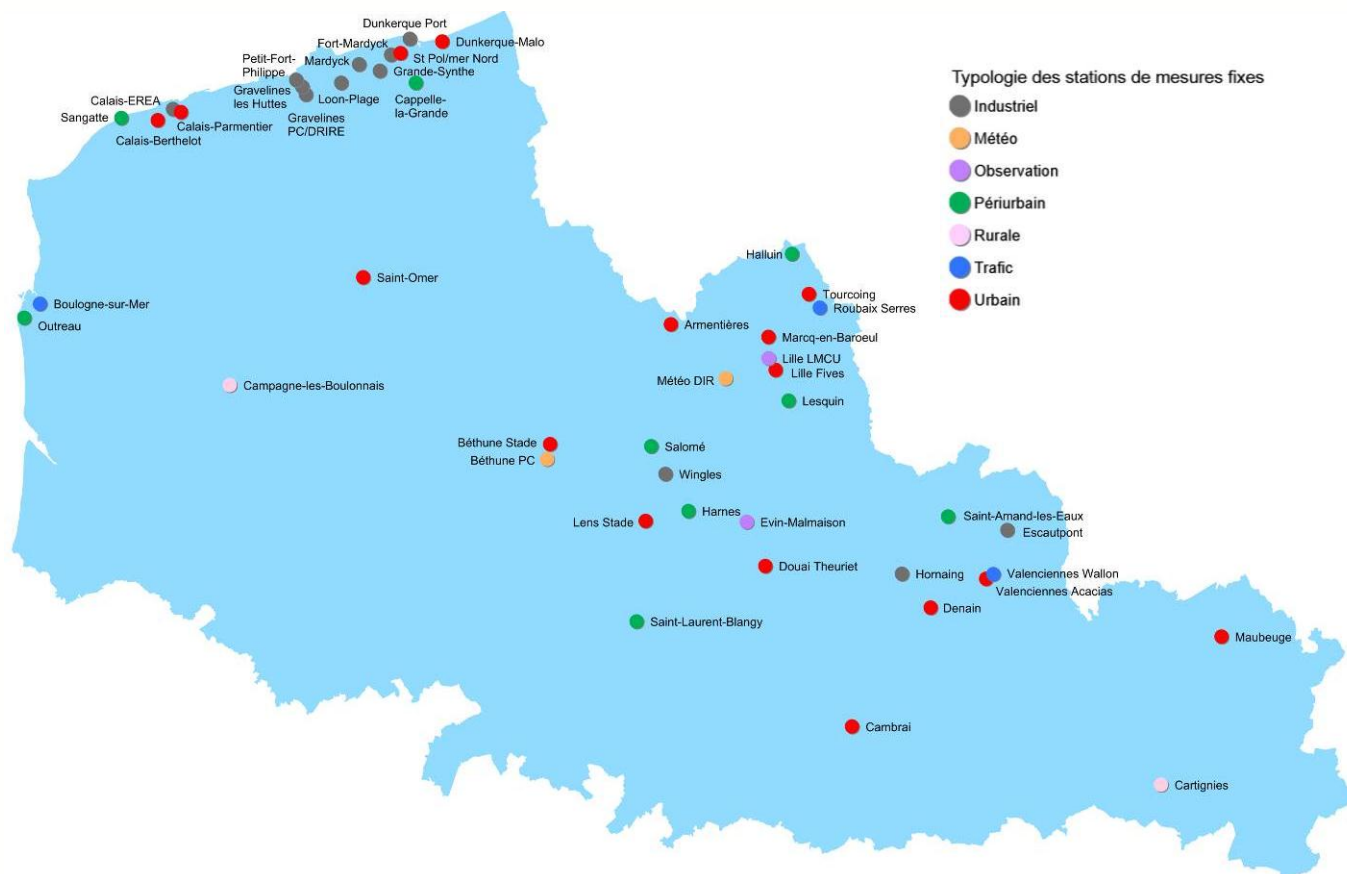 Dunkerque Port
Fort-Mardyck
Dunkerque-Malo
Mardyck
St Pol/mer Nord
Petit-Fort-
Philippe
Grande-Synthe
Gravelines
les Huttes
Loon-Plage
Cappelle-
la-Grande
Calais-EREA
Gravelines
PC/DRIRE
Sangatte
Calais-Parmentier
Calais-Berthelot
Typologie des stations de mesures fixes
Industriel
Météo
Observation
Périurbain
Rurale
Trafic
Urbain
Halluin
Saint-Omer
Tourcoing
Roubaix Serres
Boulogne-sur-Mer
Outreau
Armentières
Marcq-en-Baroeul
Lille LMCU
Lille Fives
Météo DIR
Campagne-les-Boulonnais
Lesquin
Béthune Stade
Béthune PC
Salomé
Wingles
Harnes
Lens Stade
Evin-Malmaison
Saint-Amand-les-Eaux
Escautpont
Douai Theuriet
Hornaing
Valenciennes Wallon
Valenciennes Acacias
Denain
Saint-Laurent-Blangy
Maubeuge
Cambrai
Cartignies